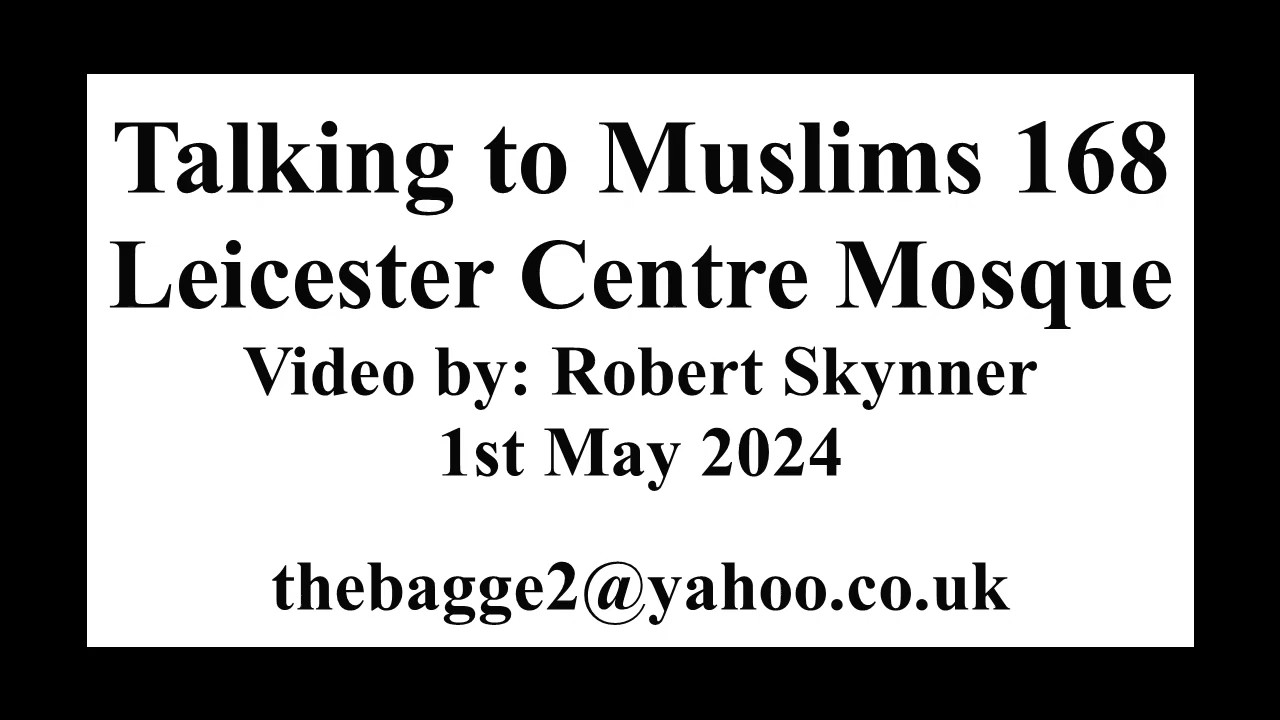 Talking to Muslims 168
Leicester Centre Mosque
Video by: Robert Skynner
1st May 2024
thebagge2@yahoo.co.uk